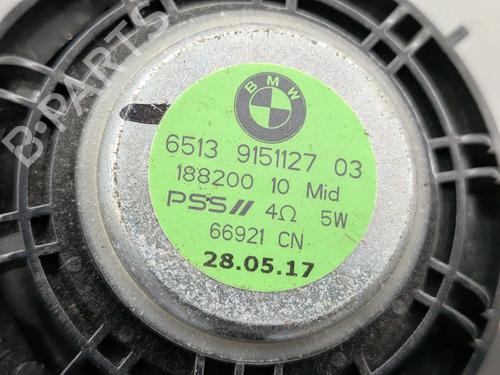 BMW
6513 9151127 03
188200 10 Mid
PSS// 4Ω 5W
66921 CN
28.05.17
B-PARTS